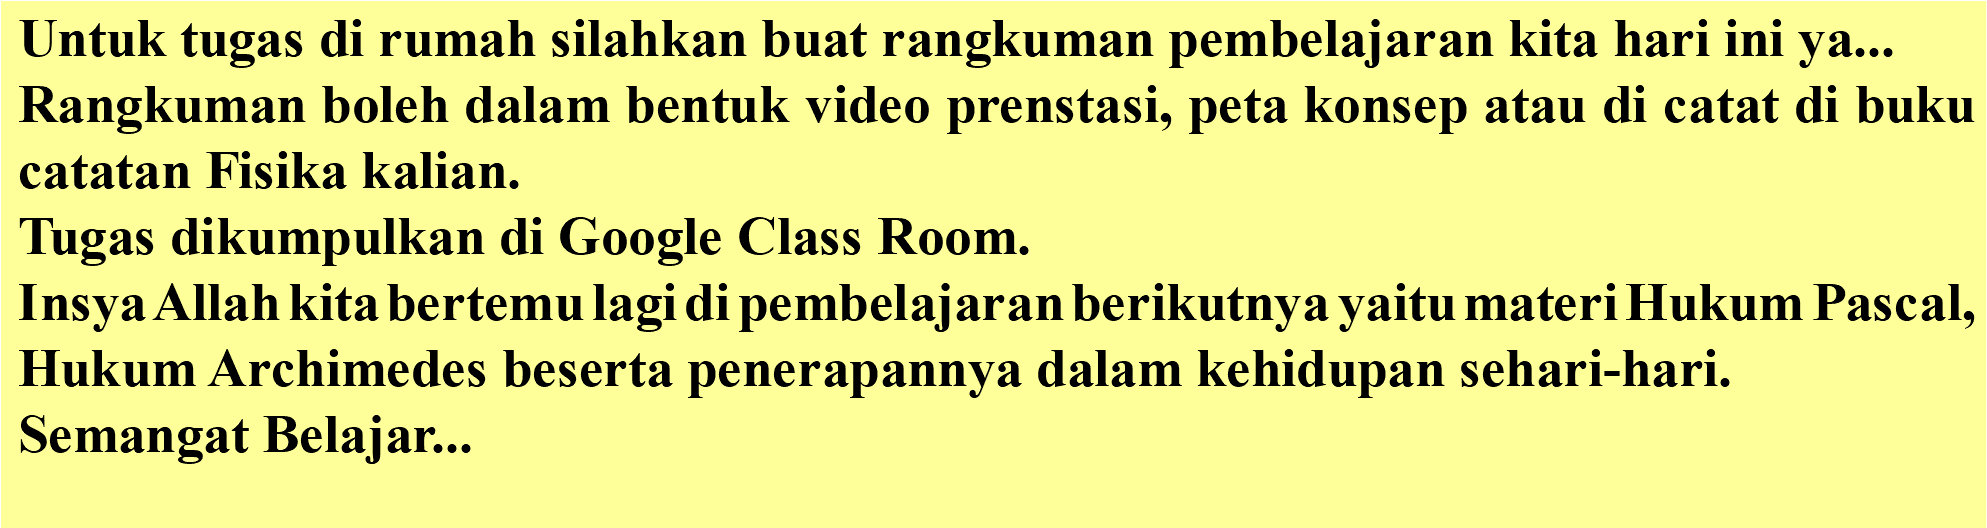 Untuk tugas di rumah silahkan buat rangkuman pembelajaran kita hari ini ya...
Rangkuman boleh dalam bentuk video prenstasi, peta konsep atau di catat di buku
catatan Fisika kalian.
Tugas dikumpulkan di Google Class Room.
Insya Allah kita bertemu lagi di pembelajaran berikutnya yaitu materi Hukum Pascal,
Hukum Archimedes beserta penerapannya dalam kehidupan sehari-hari.
Semangat Belajar...